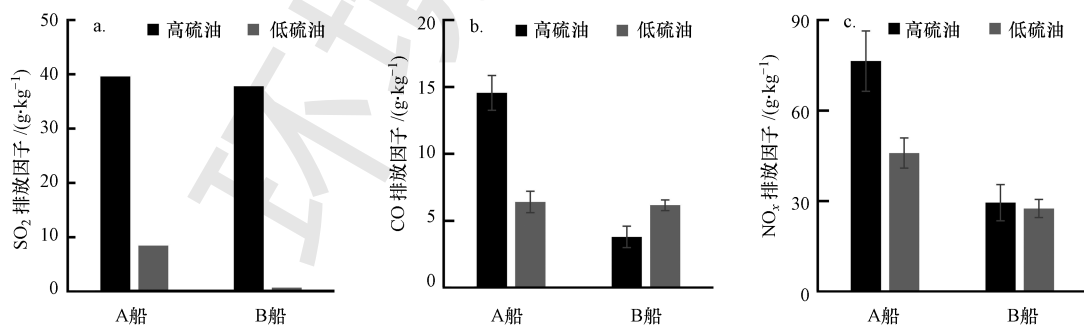 a.
高硫油 低硫油
SO₂ 排放因子/(g·kg⁻¹)
50
40
30
20
10
0
A船 B船
b.
高硫油 低硫油
CO 排放因子/(g·kg⁻¹)
20
15
10
5
0
A船 B船
c.
高硫油 低硫油
NOₓ 排放因子/(g·kg⁻¹)
90
60
30
0
A船 B船
环境